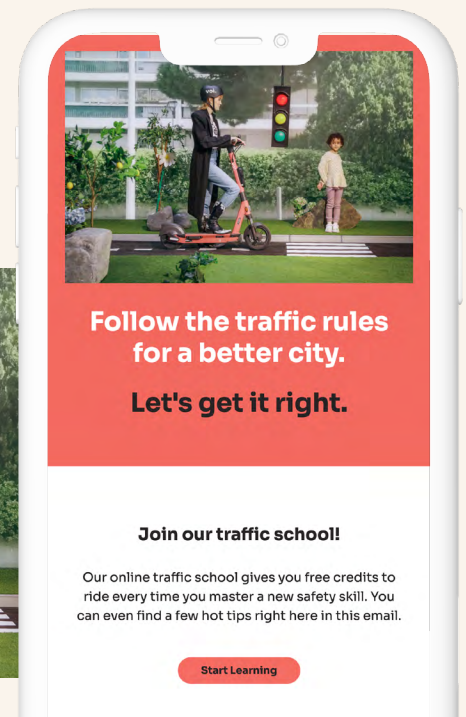 voi.
Follow the traffic rules
for a better city.
Let's get it right.
Join our traffic school!
Our online traffic school gives you free credits to
ride every time you master a new safety skill. You
can even find a few hot tips right here in this email.
Start Learning